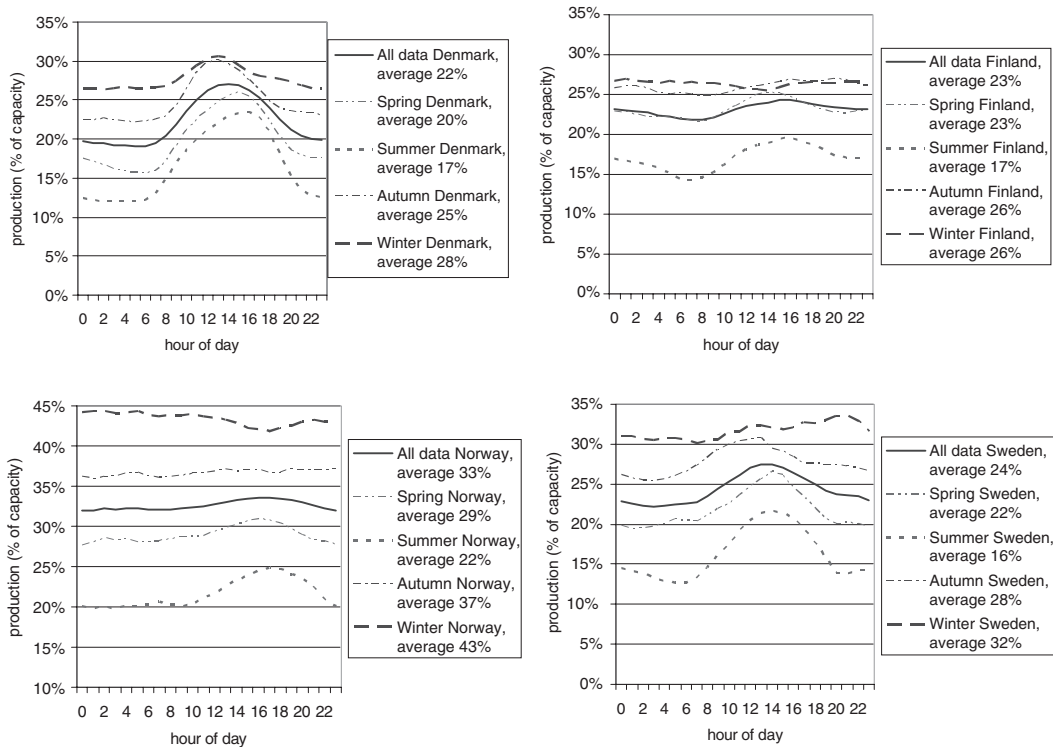 35%
30%
25%
20%
15%
10%
5%
0%
production (% of capacity)
0 2 4 6 8 10 12 14 16 18 20 22
hour of day
All data Denmark,
average 22%
Spring Denmark,
average 20%
Summer Denmark,
average 17%
Autumn Denmark,
average 25%
Winter Denmark,
average 28%
35%
30%
25%
20%
15%
10%
5%
0%
production (% of capacity)
0 2 4 6 8 10 12 14 16 18 20 22
hour of day
All data Finland,
average 23%
Spring Finland,
average 23%
Summer Finland,
average 17%
Autumn Finland,
average 26%
Winter Finland,
average 26%
45%
40%
35%
30%
25%
20%
15%
10%
production (% of capacity)
0 2 4 6 8 10 12 14 16 18 20 22
hour of day
All data Norway,
average 33%
Spring Norway,
average 29%
Summer Norway,
average 22%
Autumn Norway,
average 37%
Winter Norway,
average 43%
35%
30%
25%
20%
15%
10%
5%
0%
production (% of capacity)
0 2 4 6 8 10 12 14 16 18 20 22
hour of day
All data Sweden,
average 24%
Spring Sweden,
average 22%
Summer Sweden,
average 16%
Autumn Sweden,
average 28%
Winter Sweden,
average 32%